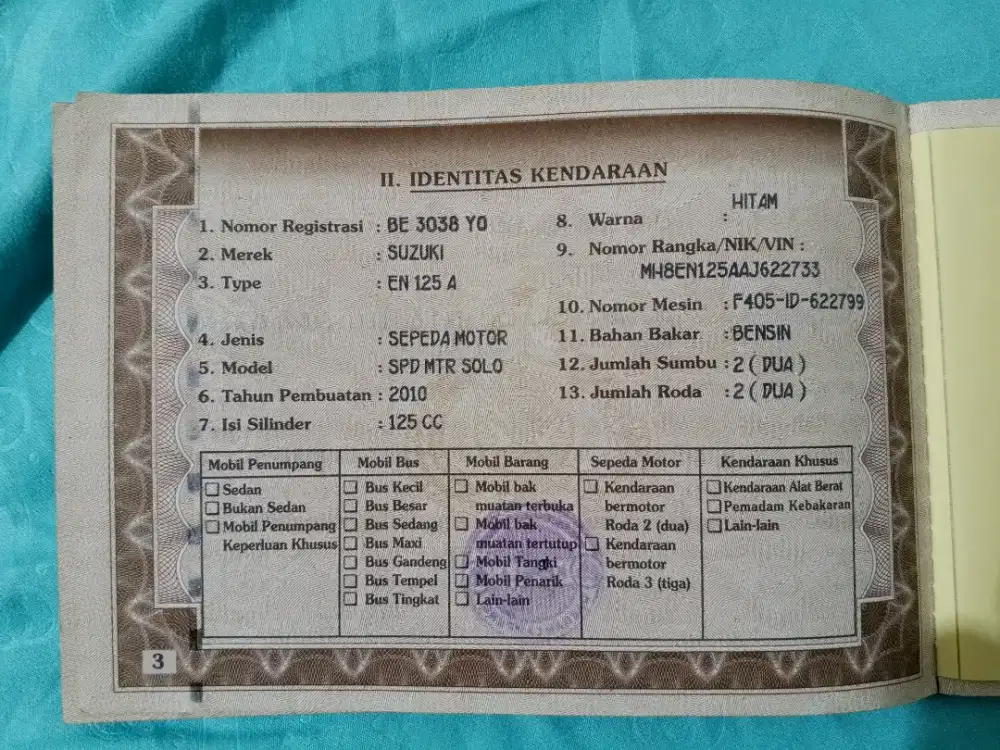 II. IDENTITAS KENDARAAN
1. Nomor Registrasi : BE 3038 YO
2. Merek : SUZUKI
3. Type : EN 125 A
4. Jenis : SEPEDA MOTOR
5. Model : SPD MTR SOLO
6. Tahun Pembuatan : 2010
7. Isi Silinder : 125 CC
8. Warna : HITAM
9. Nomor Rangka/NIK/VIN :
MH8EN125AAJ622733
10. Nomor Mesin : F405-ID-622799
11. Bahan Bakar : BENSIN
12. Jumlah Sumbu : 2 ( DUA )
13. Jumlah Roda : 2 ( DUA )
Mobil Penumpang
Sedan
Bukan Sedan
Mobil Penumpang
Keperluan Khusus
Mobil Bus
Bus Kecil
Bus Besar
Bus Sedang
Bus Maxi
Bus Gandeng
Bus Tempel
Bus Tingkat
Mobil Barang
Mobil bak
muatan terbuka
Mobil bak
muatan tertutup
Mobil Tangki
Mobil Penarik
Lain-lain
Sepeda Motor
Kendaraan
bermotor
Roda 2 (dua)
Kendaraan
bermotor
Roda 3 (tiga)
Kendaraan Khusus
Kendaraan Alat Berat
Pemadam Kebakaran
Lain-lain
3